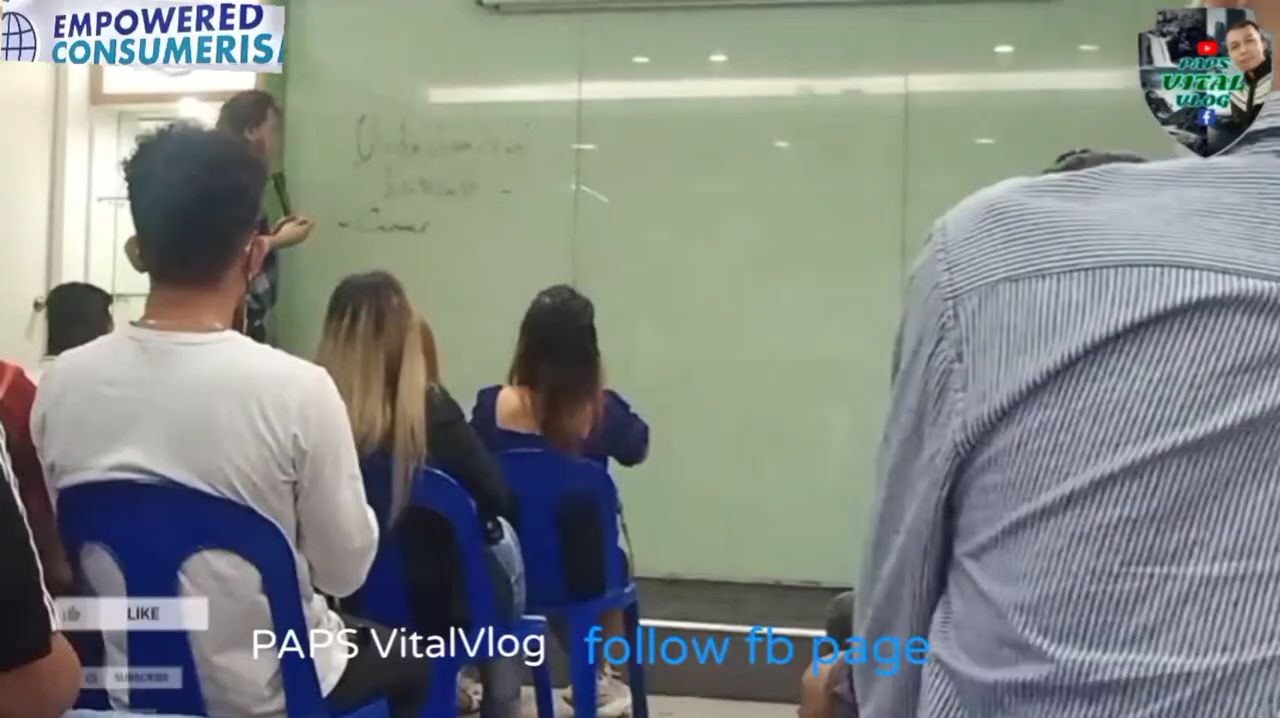 EMPOWERED
CONSUMERIS
PAPS
VITAL
VLOG
LIKE
SUBSCRIBE
PAPS VitalVlog follow fb page